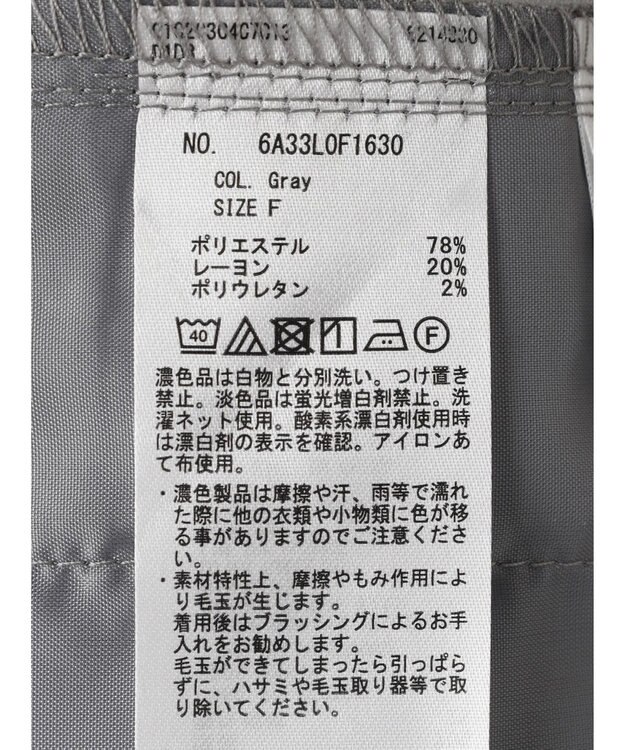 NO. 6A33L0F1630
COL. Gray
SIZE F
ポリエステル 78%
レーヨン 20%
ポリウレタン 2%
40 F
濃色品は白物と分別洗い。つけ置き
禁止。淡色品は蛍光増白剤禁止。洗
濯ネット使用。酸素系漂白剤使用時
は漂白剤の表示を確認。アイロンあ
て布使用。
・濃色製品は摩擦や汗、雨等で濡れ
た際に他の衣類や小物類に色が移
る事がありますのでご注意くださ
い。
・素材特性上、摩擦やもみ作用によ
り毛玉が生じます。
着用後はブラッシングによるお手
入れをお勧めします。
毛玉ができてしまったら引っぱら
ずに、ハサミや毛玉取り器等で取
り除いてください。